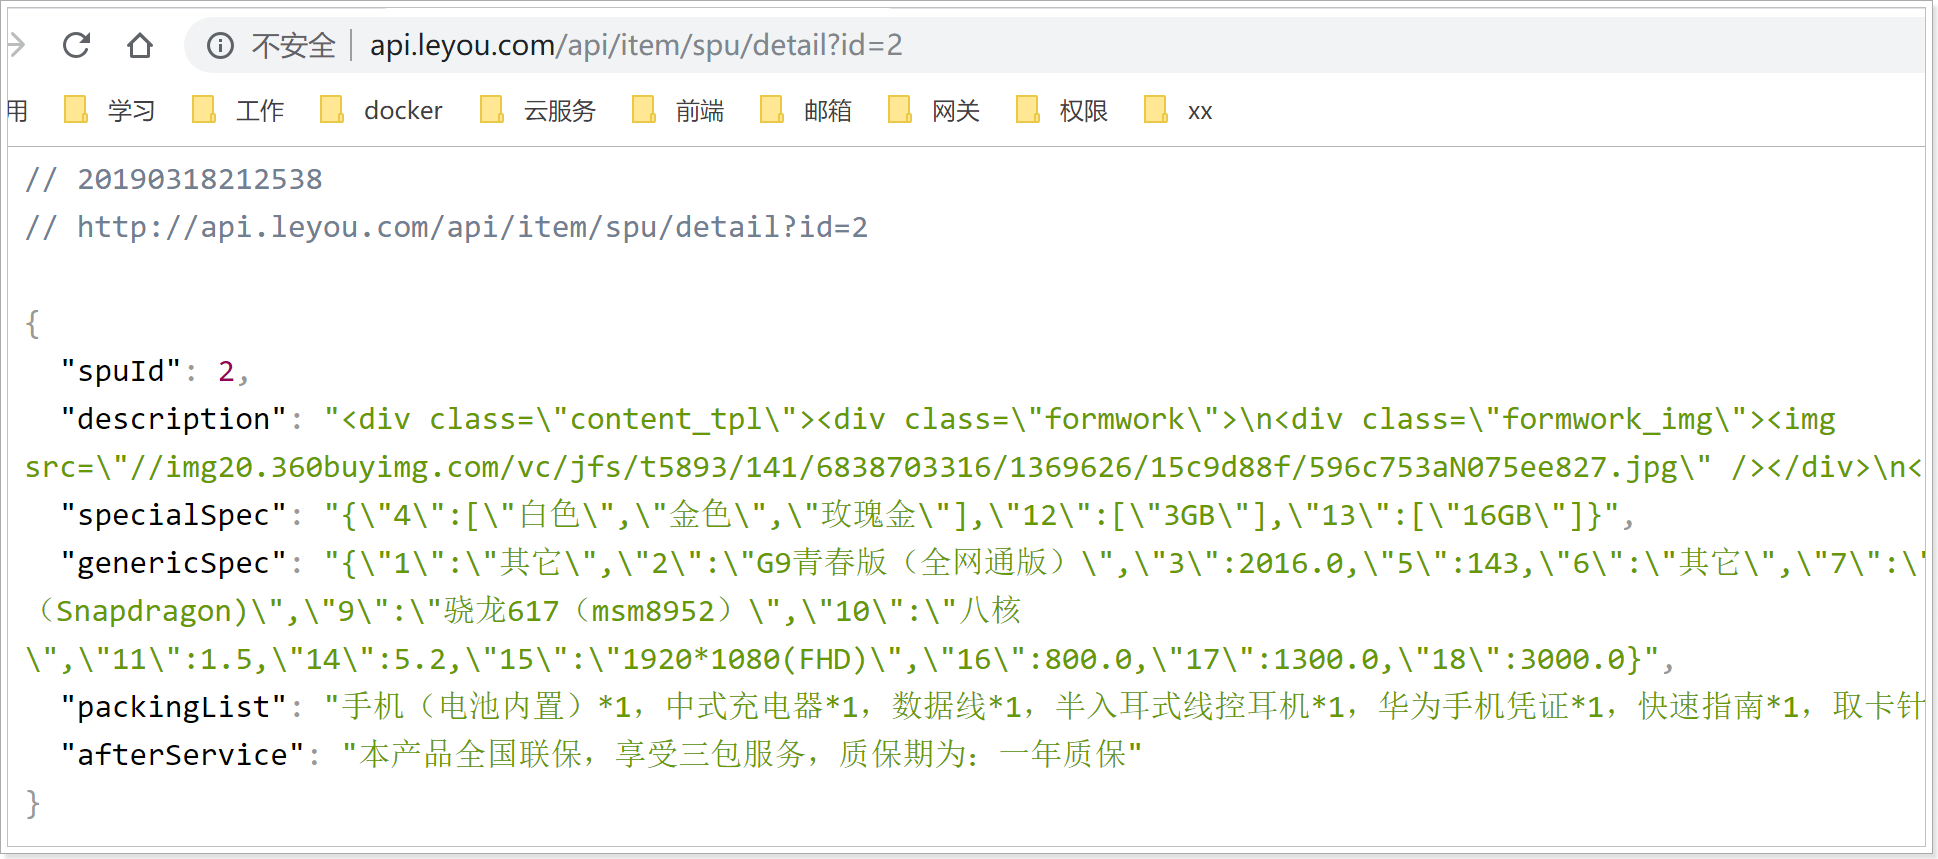 不安全 api.leyou.com/api/item/spu/detail?id=2
用 学习 工作 docker 云服务 前端 邮箱 网关 权限 xx
// 20190318212538
// http://api.leyou.com/api/item/spu/detail?id=2
{
"spuId": 2,
"description": "<div class=\"content_tpl\"><div class=\"formwork\">\n<div class=\"formwork_img\"><img
src=\"//img20.360buyimg.com/vc/jfs/t5893/141/6838703316/1369626/15c9d88f/596c753aN075ee827.jpg\" /></div>\n<
"specialSpec": "{\"4\":[\"白色\",\"金色\",\"玫瑰金\"],\"12\":[\"3GB\"],\"13\":[\"16GB\"]}",
"genericSpec": "{\"1\":\"其它\",\"2\":\"G9青春版（全网通版）\",\"3\":2016.0,\"5\":143,\"6\":\"其它\",\"7\":\"
（Snapdragon)\",\"9\":\"骁龙617（msm8952）\",\"10\":\"八核
\",\"11\":1.5,\"14\":5.2,\"15\":\"1920*1080(FHD)\",\"16\":800.0,\"17\":1300.0,\"18\":3000.0}",
"packingList": "手机（电池内置）*1，中式充电器*1，数据线*1，半入耳式线控耳机*1，华为手机凭证*1，快速指南*1，取卡针
"afterService": "本产品全国联保，享受三包服务，质保期为：一年质保"
}